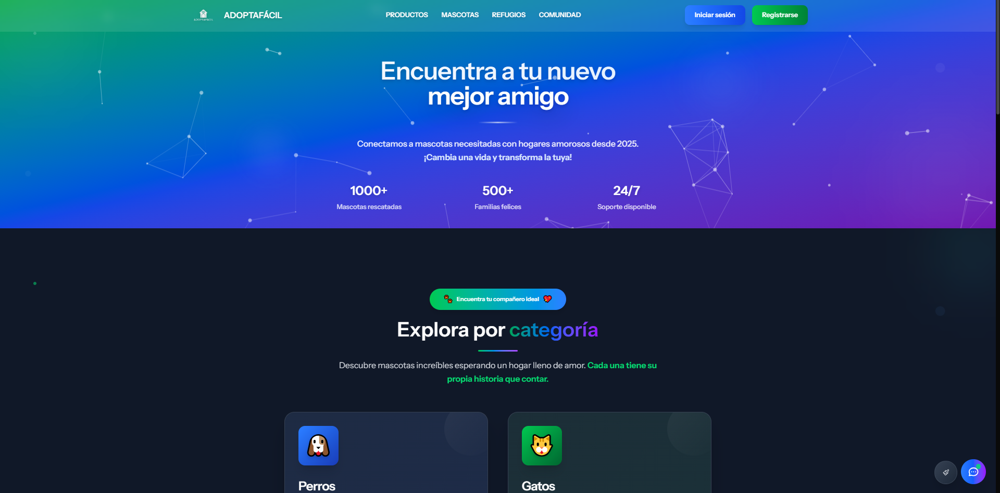 ADOPTAFÁCIL
ADOPTAFÁCIL
PRODUCTOS
MASCOTAS
REFUGIOS
COMUNIDAD
Iniciar sesión
Registrarse
Encuentra a tu nuevo
mejor amigo
Conectamos a mascotas necesitadas con hogares amorosos desde 2025.
¡Cambia una vida y transforma la tuya!
1000+
Mascotas rescatadas
500+
Familias felices
24/7
Soporte disponible
Encuentra tu compañero ideal
Explora por categoría
Descubre mascotas increíbles esperando un hogar lleno de amor. Cada una tiene su
propia historia que contar.
Perros
Gatos